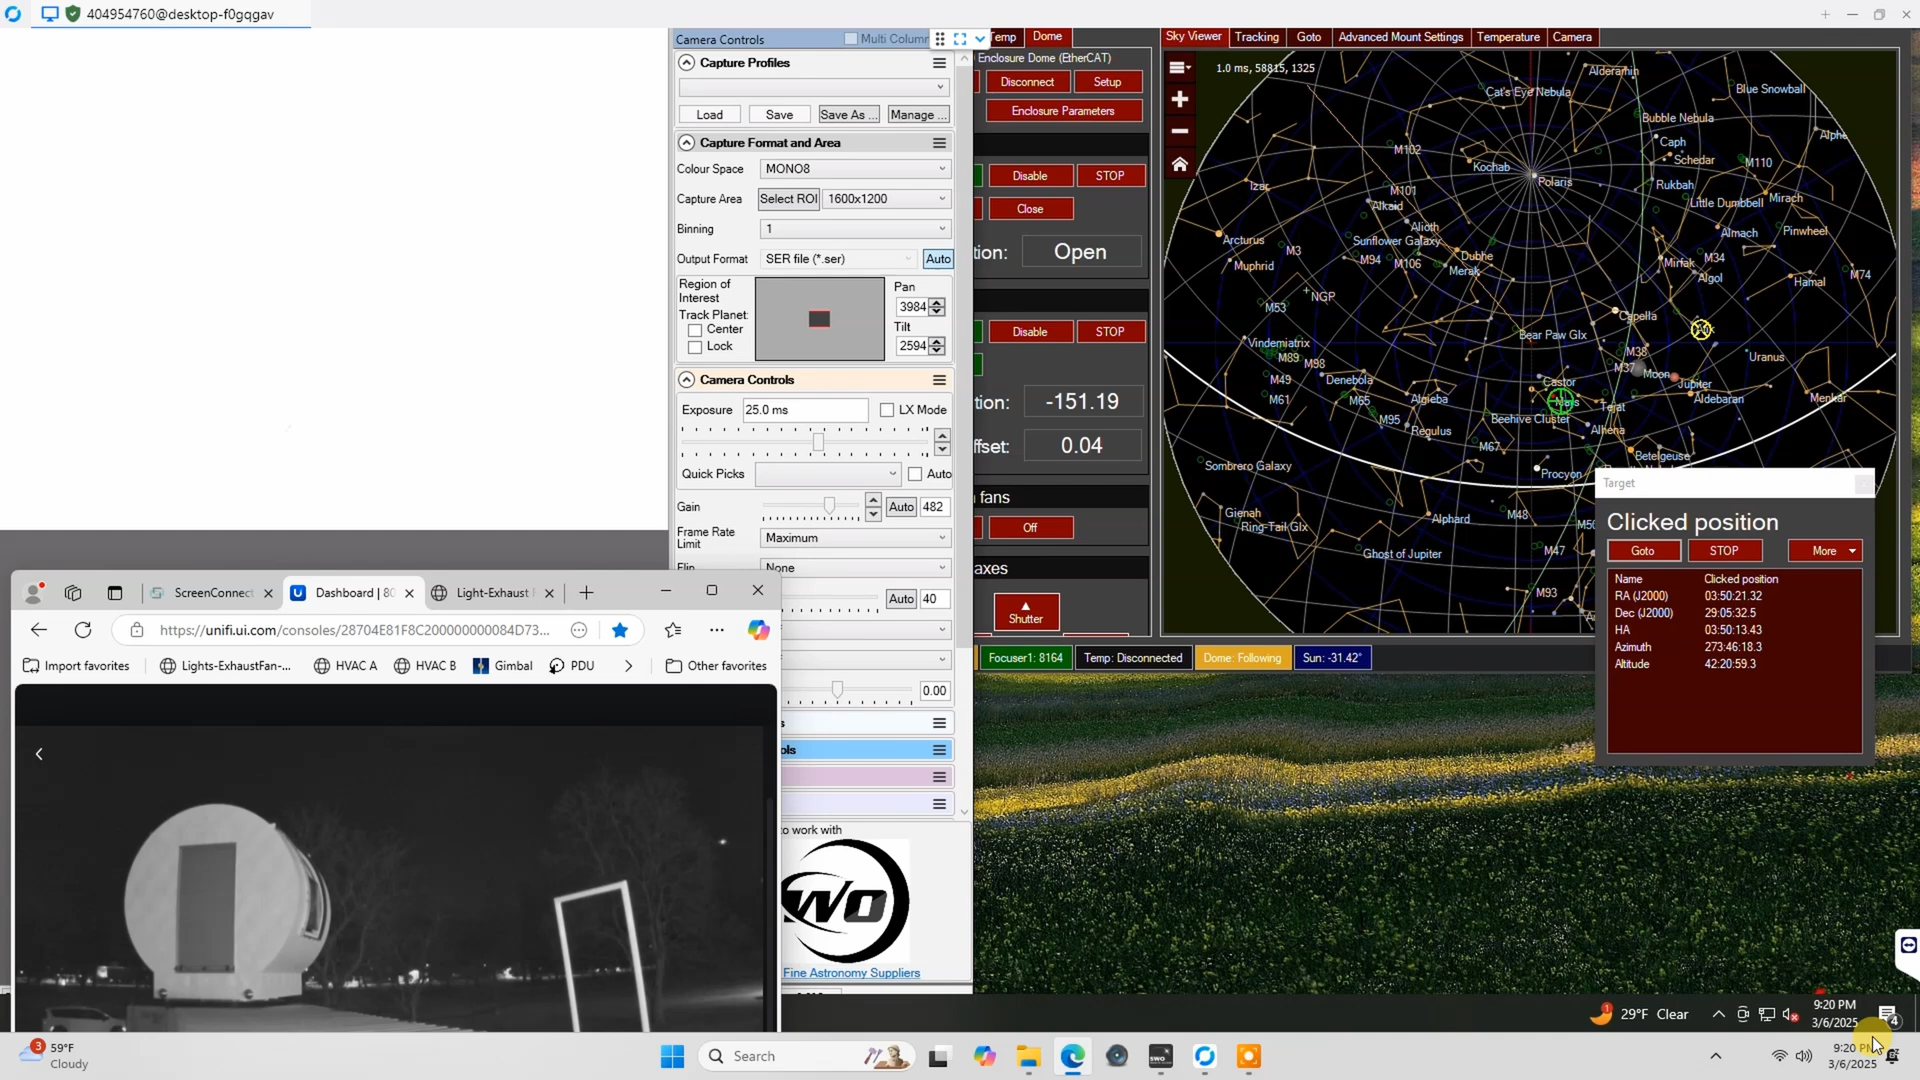 404954760@desktop-f0gqgav
Camera Controls
Multi Column
Capture Profiles
Load
Save
Save As ...
Manage ...
Capture Format and Area
Colour Space
MONO8
Capture Area
Select ROI
1600x1200
Binning
1
Output Format
SER file (*.ser)
Auto
Region of
Interest
Track Planet:
Center
Lock
Pan
3984
Tilt
2594
Camera Controls
Exposure
25.0 ms
LX Mode
Quick Picks
Auto
Gain
Auto
482
Frame Rate
Limit
Maximum
Flip
None
Auto
40
0.00
ols
to work with
WO
Fine Astronomy Suppliers
Temp
Dome
Enclosure Dome (EtherCAT)
Disconnect
Setup
Enclosure Parameters
Disable
STOP
Close
tion:
Open
Disable
STOP
tion:
-151.19
ffset:
0.04
fans
Off
axes
Shutter
Focuser1: 8164
Temp: Disconnected
Dome: Following
Sun: -31.42°
Sky Viewer
Tracking
Goto
Advanced Mount Settings
Temperature
Camera
1.0 ms, 58815, 1325
Alderamin
Cat's Eye Nebula
Blue Snowball
Bubble Nebula
Alphe
Caph
M102
Schedar
M110
Kochab
Polaris
Izar
M101
Rukbah
Little Dumbbell
Mirach
Alkaid
Alioth
Almach
Pinwheel
Arcturus
M3
Sunflower Galaxy
M94
M106
Dubhe
Merak
Mirfak
M34
M74
Muphrid
Algol
Hamal
NGP
M53
Capella
Bear Paw Glx
Vindemiatrix
M89
M98
M38
Uranus
M37
Moon
M49
Denebola
Castor
Jupiter
M61
M65
Algieba
Mars
Tejat
Aldebaran
Menkar
M95
Regulus
Beehive Cluster
Alhena
M67
Betelgeuse
Sombrero Galaxy
Procyon
Gienah
Ring-Tail Glx
Alphard
M48
M50
Ghost of Jupiter
M47
M93
Target
Clicked position
Goto
STOP
More
Name
Clicked position
RA (J2000)
03:50:21.32
Dec (J2000)
29:05:32.5
HA
03:50:13.43
Azimuth
273:46:18.3
Altitude
42:20:59.3
ScreenConnect
Dashboard | 80
Light-Exhaust F
https://unifi.ui.com/consoles/28704E81F8C200000000084D73...
Import favorites
Lights-ExhaustFan-...
HVAC A
HVAC B
Gimbal
PDU
Other favorites
29°F Clear
9:20 PM
3/6/2025
4
3
59°F
Cloudy
Search
9:20
3/6/2025